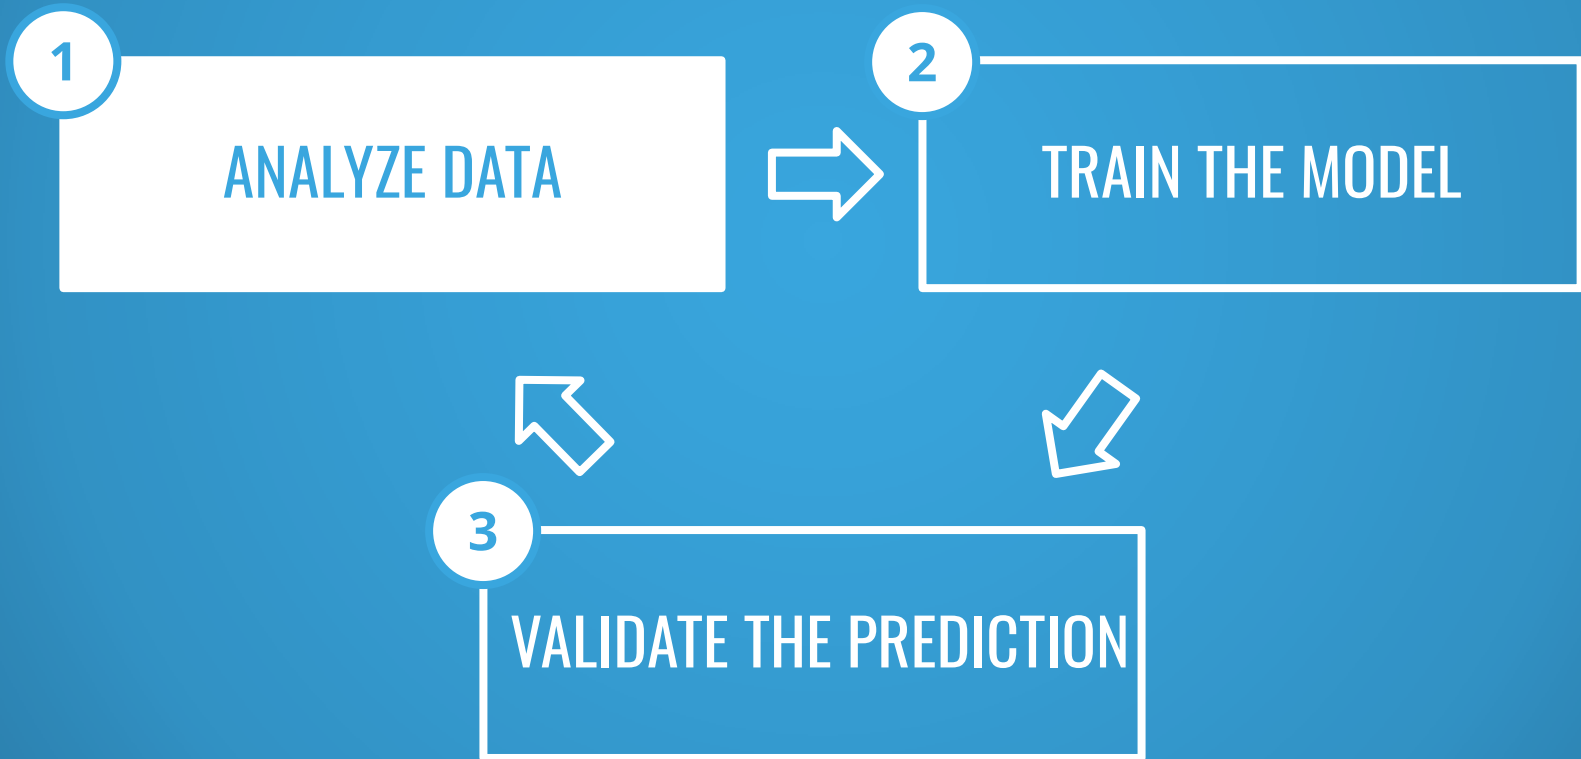 1
ANALYZE DATA
2
TRAIN THE MODEL
3
VALIDATE THE PREDICTION